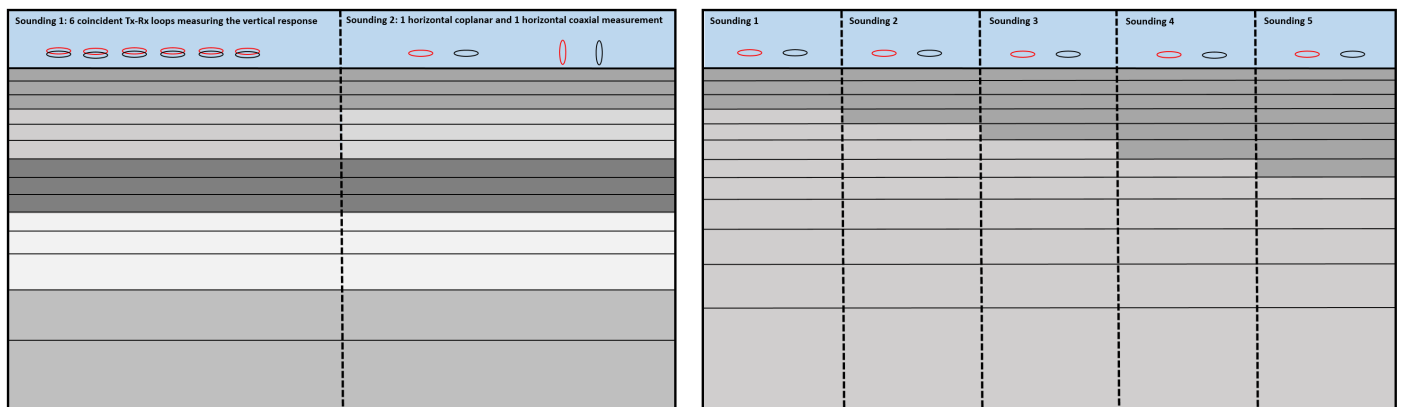 Sounding 1: 6 coincident Tx-Rx loops measuring the vertical response
Sounding 2: 1 horizontal coplanar and 1 horizontal coaxial measurement
Sounding 1
Sounding 2
Sounding 3
Sounding 4
Sounding 5